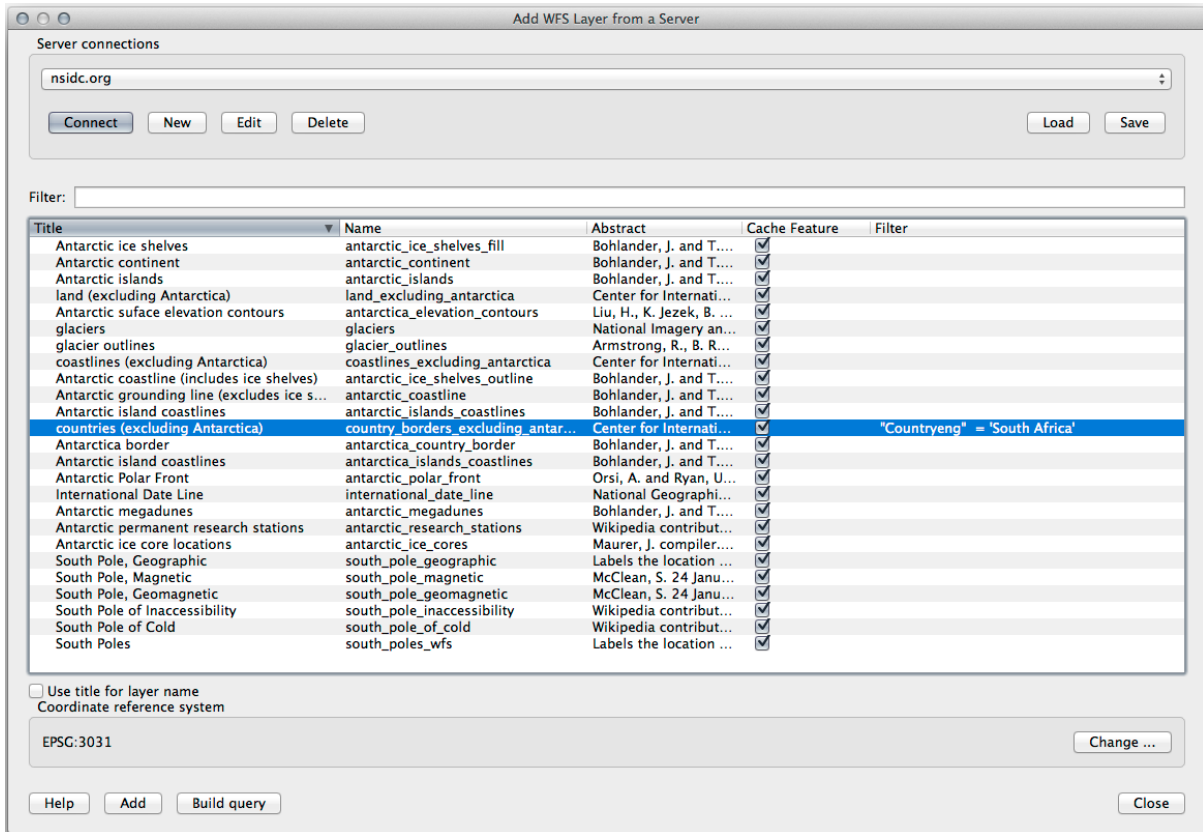 Add WFS Layer from a Server
Server connections
nsidc.org
Connect New Edit Delete Load Save
Filter:
Title Name Abstract Cache Feature Filter
Antarctic ice shelves antarctic_ice_shelves_fill Bohlander, J. and T....
Antarctic continent antarctic_continent Bohlander, J. and T....
Antarctic islands antarctic_islands Bohlander, J. and T....
land (excluding Antarctica) land_excluding_antarctica Center for Internati...
Antarctic suface elevation contours antarctica_elevation_contours Liu, H., K. Jezek, B. ...
glaciers glaciers National Imagery an...
glacier outlines glacier_outlines Armstrong, R., B. R...
coastlines (excluding Antarctica) coastlines_excluding_antarctica Center for Internati...
Antarctic coastline (includes ice shelves) antarctic_ice_shelves_outline Bohlander, J. and T....
Antarctic grounding line (excludes ice s... antarctic_coastline Bohlander, J. and T....
Antarctic island coastlines antarctic_islands_coastlines Bohlander, J. and T....
countries (excluding Antarctica) country_borders_excluding_antar... Center for Internati... "Countryeng" = 'South Africa'
Antarctica border antarctica_country_border Bohlander, J. and T....
Antarctic island coastlines antarctica_islands_coastlines Bohlander, J. and T....
Antarctic Polar Front antarctic_polar_front Orsi, A. and Ryan, U...
International Date Line international_date_line National Geographi...
Antarctic megadunes antarctic_megadunes Bohlander, J. and T....
Antarctic permanent research stations antarctic_research_stations Wikipedia contribut...
Antarctic ice core locations antarctic_ice_cores Maurer, J. compiler....
South Pole, Geographic south_pole_geographic Labels the location ...
South Pole, Magnetic south_pole_magnetic McClean, S. 24 Janu...
South Pole, Geomagnetic south_pole_geomagnetic McClean, S. 24 Janu...
South Pole of Inaccessibility south_pole_inaccessibility Wikipedia contribut...
South Pole of Cold south_pole_of_cold Wikipedia contribut...
South Poles south_poles_wfs Labels the location ...
Use title for layer name
Coordinate reference system
EPSG:3031 Change ...
Help Add Build query Close